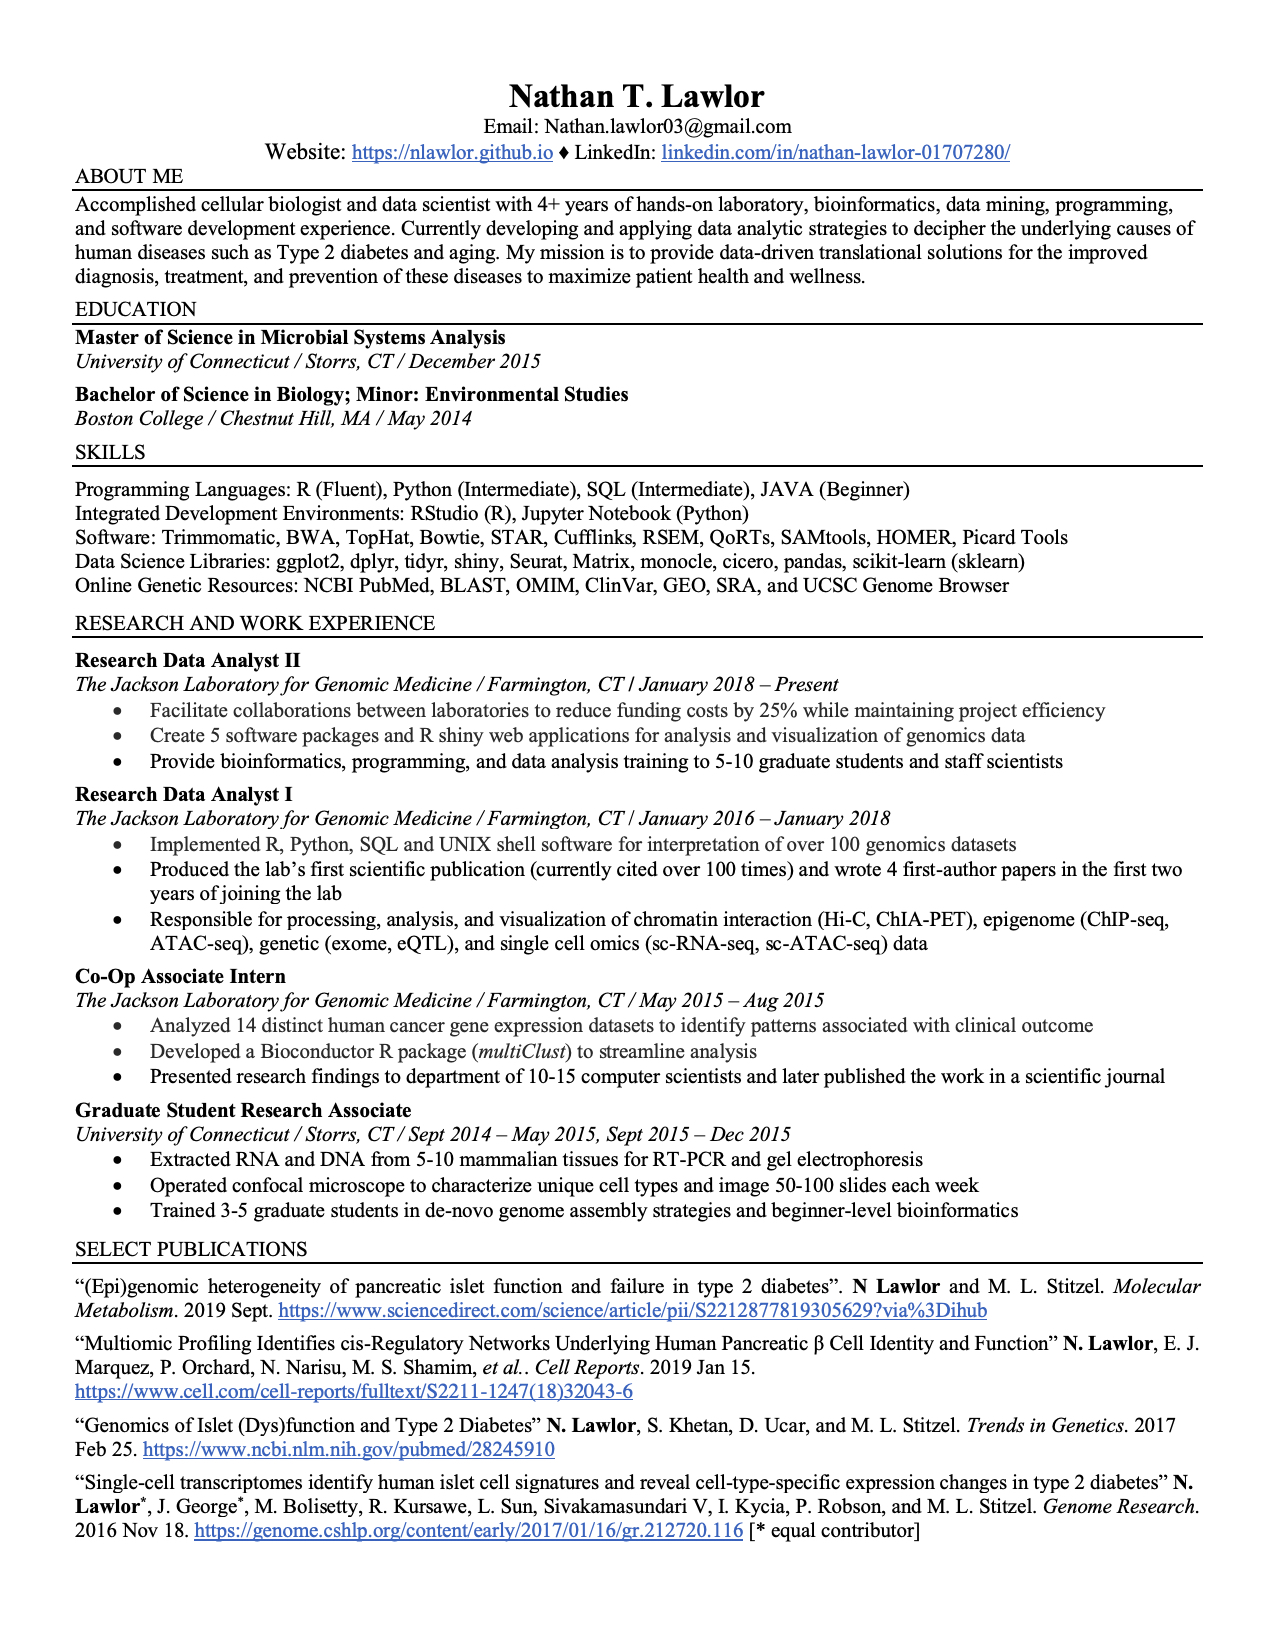 Nathan T. Lawlor
Email: Nathan.lawlor03@gmail.com
Website: https://nlawlor.github.io ♦ LinkedIn: linkedin.com/in/nathan-lawlor-01707280/
ABOUT ME
Accomplished cellular biologist and data scientist with 4+ years of hands-on laboratory, bioinformatics, data mining, programming,
and software development experience. Currently developing and applying data analytic strategies to decipher the underlying causes of
human diseases such as Type 2 diabetes and aging. My mission is to provide data-driven translational solutions for the improved
diagnosis, treatment, and prevention of these diseases to maximize patient health and wellness.
EDUCATION
Master of Science in Microbial Systems Analysis
University of Connecticut / Storrs, CT / December 2015
Bachelor of Science in Biology; Minor: Environmental Studies
Boston College / Chestnut Hill, MA / May 2014
SKILLS
Programming Languages: R (Fluent), Python (Intermediate), SQL (Intermediate), JAVA (Beginner)
Integrated Development Environments: RStudio (R), Jupyter Notebook (Python)
Software: Trimmomatic, BWA, TopHat, Bowtie, STAR, Cufflinks, RSEM, QoRTs, SAMtools, HOMER, Picard Tools
Data Science Libraries: ggplot2, dplyr, tidyr, shiny, Seurat, Matrix, monocle, cicero, pandas, scikit-learn (sklearn)
Online Genetic Resources: NCBI PubMed, BLAST, OMIM, ClinVar, GEO, SRA, and UCSC Genome Browser
RESEARCH AND WORK EXPERIENCE
Research Data Analyst II
The Jackson Laboratory for Genomic Medicine / Farmington, CT / January 2018 – Present
• Facilitate collaborations between laboratories to reduce funding costs by 25% while maintaining project efficiency
• Create 5 software packages and R shiny web applications for analysis and visualization of genomics data
• Provide bioinformatics, programming, and data analysis training to 5-10 graduate students and staff scientists
Research Data Analyst I
The Jackson Laboratory for Genomic Medicine / Farmington, CT / January 2016 – January 2018
• Implemented R, Python, SQL and UNIX shell software for interpretation of over 100 genomics datasets
• Produced the lab’s first scientific publication (currently cited over 100 times) and wrote 4 first-author papers in the first two
years of joining the lab
• Responsible for processing, analysis, and visualization of chromatin interaction (Hi-C, ChIA-PET), epigenome (ChIP-seq,
ATAC-seq), genetic (exome, eQTL), and single cell omics (sc-RNA-seq, sc-ATAC-seq) data
Co-Op Associate Intern
The Jackson Laboratory for Genomic Medicine / Farmington, CT / May 2015 – Aug 2015
• Analyzed 14 distinct human cancer gene expression datasets to identify patterns associated with clinical outcome
• Developed a Bioconductor R package (multiClust) to streamline analysis
• Presented research findings to department of 10-15 computer scientists and later published the work in a scientific journal
Graduate Student Research Associate
University of Connecticut / Storrs, CT / Sept 2014 – May 2015, Sept 2015 – Dec 2015
• Extracted RNA and DNA from 5-10 mammalian tissues for RT-PCR and gel electrophoresis
• Operated confocal microscope to characterize unique cell types and image 50-100 slides each week
• Trained 3-5 graduate students in de-novo genome assembly strategies and beginner-level bioinformatics
SELECT PUBLICATIONS
“(Epi)genomic heterogeneity of pancreatic islet function and failure in type 2 diabetes”. N Lawlor and M. L. Stitzel. Molecular
Metabolism. 2019 Sept. https://www.sciencedirect.com/science/article/pii/S2212877819305629?via%3Dihub
“Multiomic Profiling Identifies cis-Regulatory Networks Underlying Human Pancreatic β Cell Identity and Function” N. Lawlor, E. J.
Marquez, P. Orchard, N. Narisu, M. S. Shamim, et al.. Cell Reports. 2019 Jan 15.
https://www.cell.com/cell-reports/fulltext/S2211-1247(18)32043-6
“Genomics of Islet (Dys)function and Type 2 Diabetes” N. Lawlor, S. Khetan, D. Ucar, and M. L. Stitzel. Trends in Genetics. 2017
Feb 25. https://www.ncbi.nlm.nih.gov/pubmed/28245910
“Single-cell transcriptomes identify human islet cell signatures and reveal cell-type-specific expression changes in type 2 diabetes” N.
Lawlor*, J. George*, M. Bolisetty, R. Kursawe, L. Sun, Sivakamasundari V, I. Kycia, P. Robson, and M. L. Stitzel. Genome Research.
2016 Nov 18. https://genome.cshlp.org/content/early/2017/01/16/gr.212720.116 [* equal contributor]